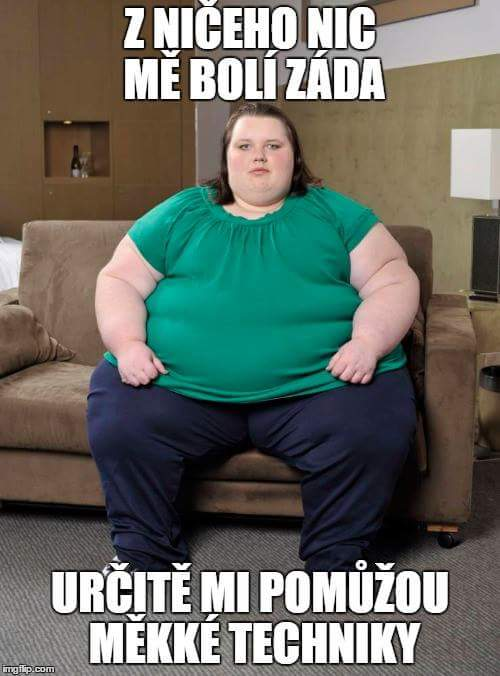 Z NIČEHO NIC
MĚ BOLÍ ZÁDA
URČITĚ MI POMŮŽOU
MĚKKÉ TECHNIKY
imgflip.com